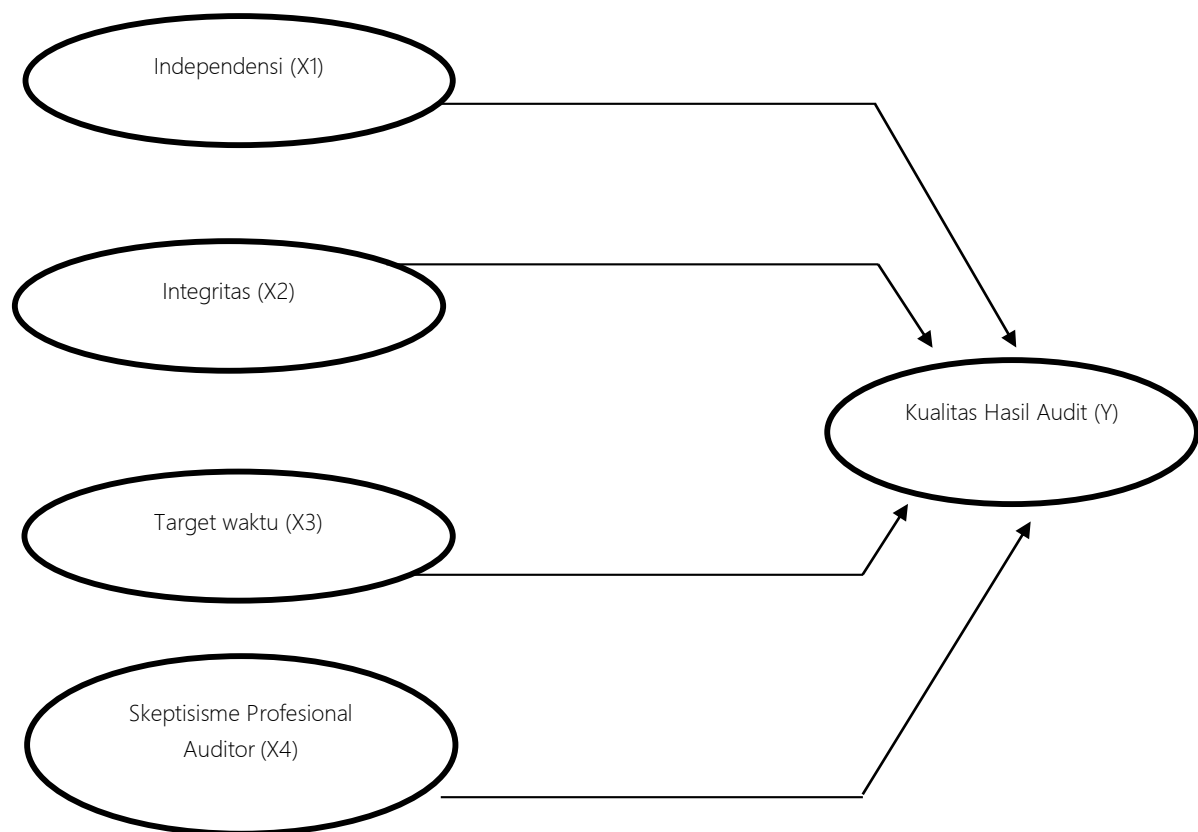 Independensi (X1)
Integritas (X2)
Kualitas Hasil Audit (Y)
Target waktu (X3)
Skeptisisme Profesional
Auditor (X4)